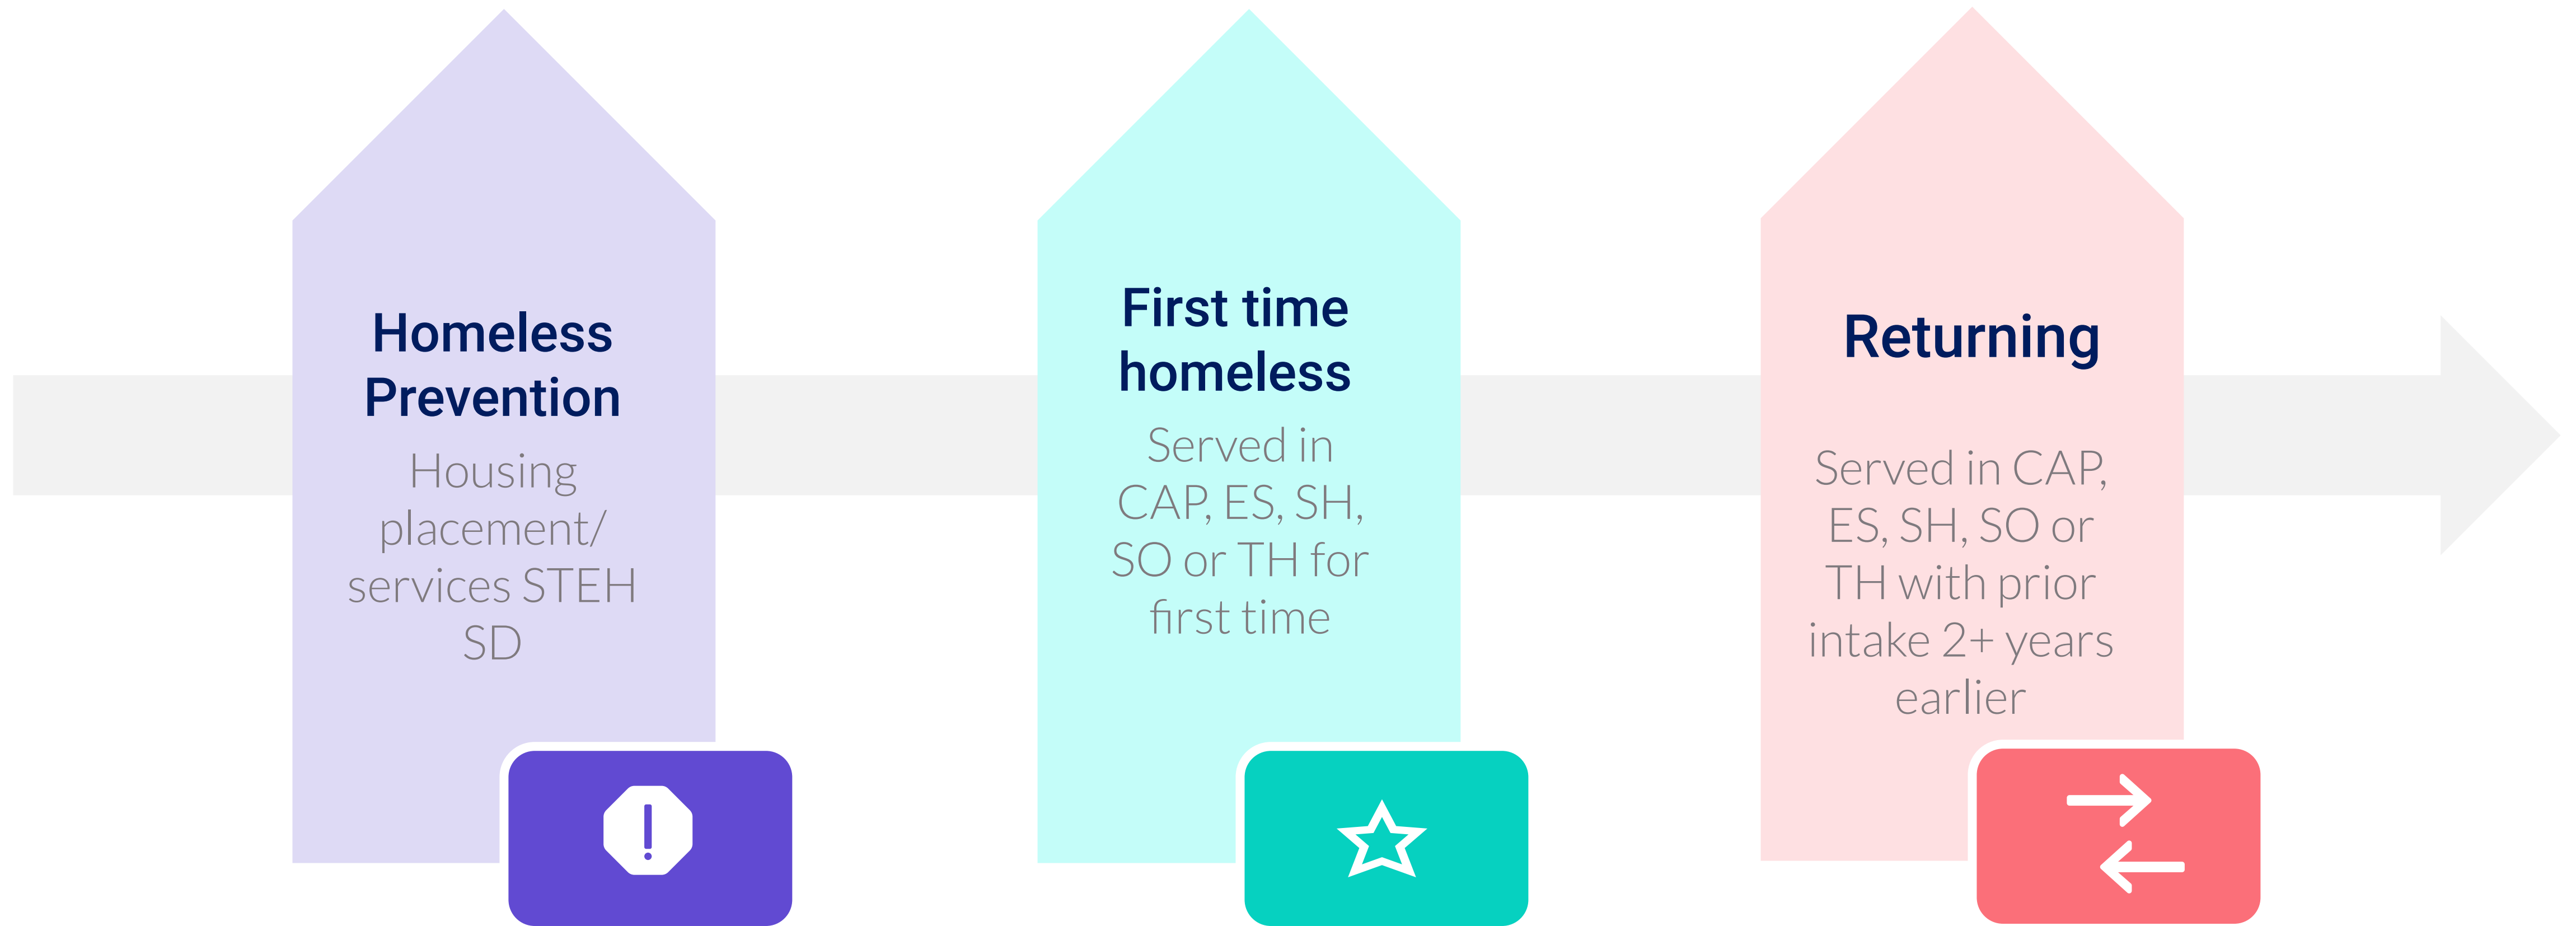 Homeless
Prevention
Housing
placement/
services STEH
SD
First time
homeless
Served in
CAP, ES, SH,
SO or TH for
first time
Returning
Served in CAP,
ES, SH, SO or
TH with prior
intake 2+ years
earlier